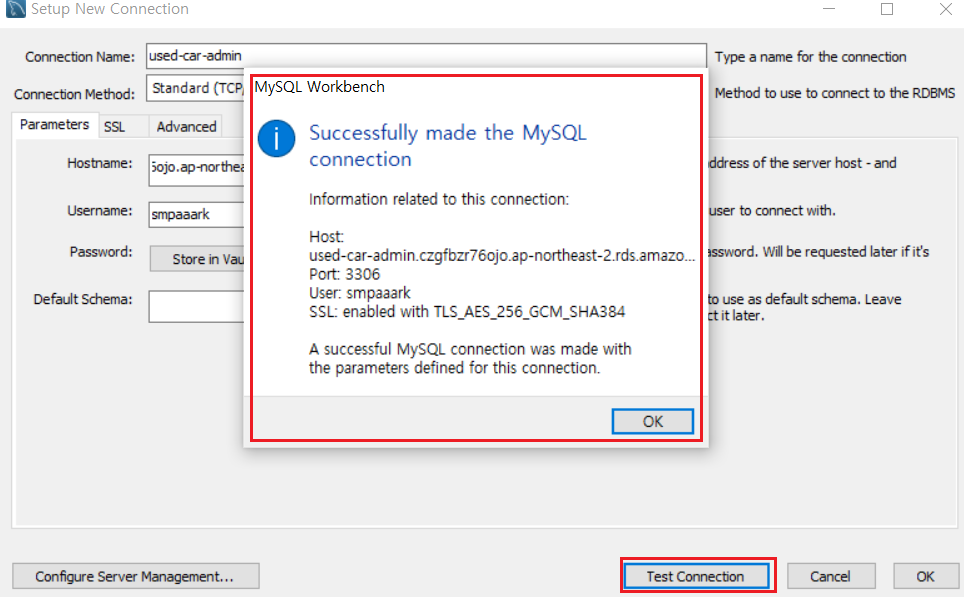 Setup New Connection
Connection Name: used-car-admin Type a name for the connection
Connection Method: Standard (TCP/ Method to use to connect to the RDBMS
Parameters SSL Advanced
MySQL Workbench
Successfully made the MySQL
connection
Information related to this connection:
Host:
used-car-admin.czgfbzr76ojo.ap-northeast-2.rds.amazo...
Port: 3306
User: smpaaark
SSL: enabled with TLS_AES_256_GCM_SHA384
A successful MySQL connection was made with
the parameters defined for this connection.
OK
Hostname: 5ojo.ap-northea address of the server host - and
Username: smpaaark user to connect with.
Password: Store in Vau assword. Will be requested later if it's
Default Schema: to use as default schema. Leave
ct it later.
Configure Server Management... Test Connection Cancel OK